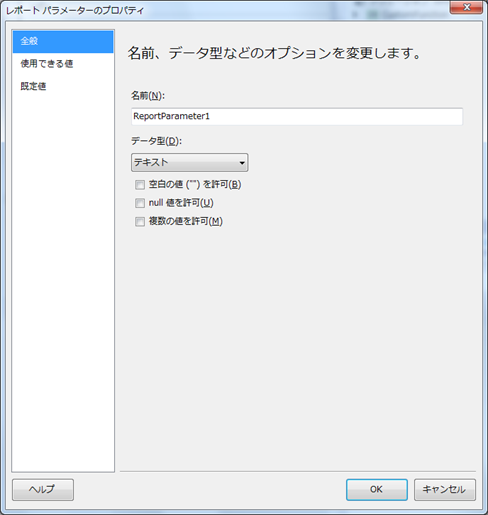 レポート パラメーターのプロパティ
全般
使用できる値
既定値
名前、データ型などのオプションを変更します。
名前(N):
ReportParameter1
データ型(D):
テキスト
空白の値 ("") を許可(B)
null 値を許可(U)
複数の値を許可(M)
ヘルプ
OK
キャンセル